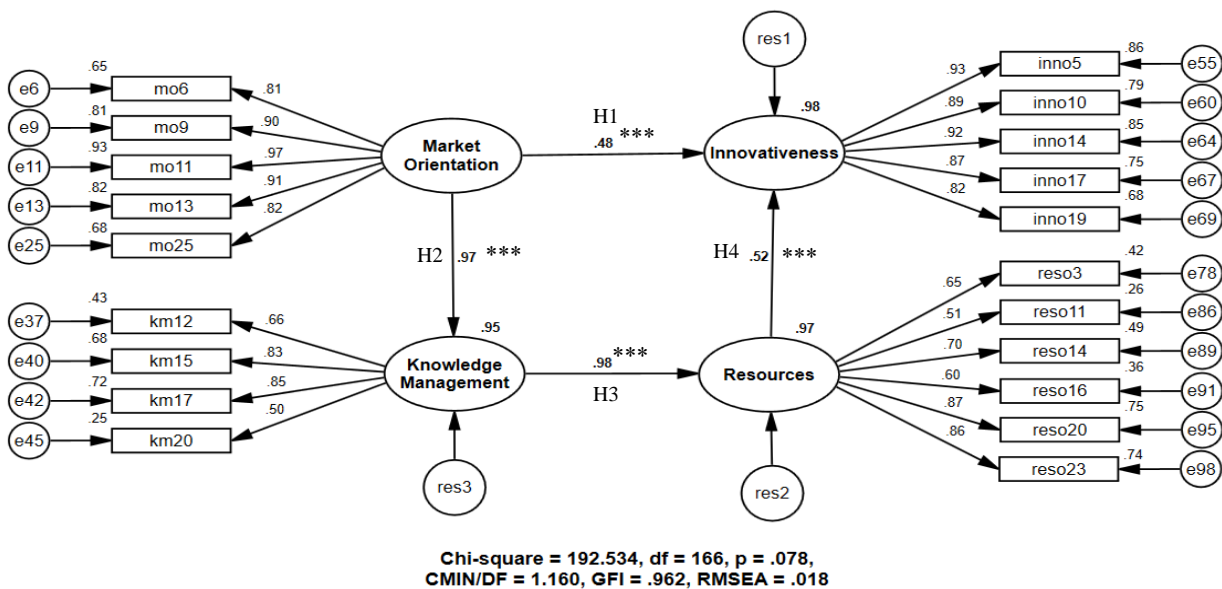 res1
e6
.65
mo6
.81
e9
.81
mo9
.90
e11
.93
mo11
.97
e13
.82
mo13
.91
e25
.68
mo25
.82
Market
Orientation
H1
.48 ***
.98
Innovativeness
.93
inno5
.86
e55
.89
inno10
.79
e60
.92
inno14
.85
e64
.87
inno17
.75
e67
.82
inno19
.68
e69
H2 .97 ***
H4 .52 ***
e37
.43
km12
.66
e40
.68
km15
.83
e42
.72
km17
.85
e45
.25
km20
.50
.95
Knowledge
Management
.98 ***
H3
.97
Resources
.65
reso3
.42
e78
.51
reso11
.26
e86
.70
reso14
.49
e89
.60
reso16
.36
e91
.87
reso20
.75
e95
.86
reso23
.74
e98
res3
res2
Chi-square = 192.534, df = 166, p = .078,
CMIN/DF = 1.160, GFI = .962, RMSEA = .018